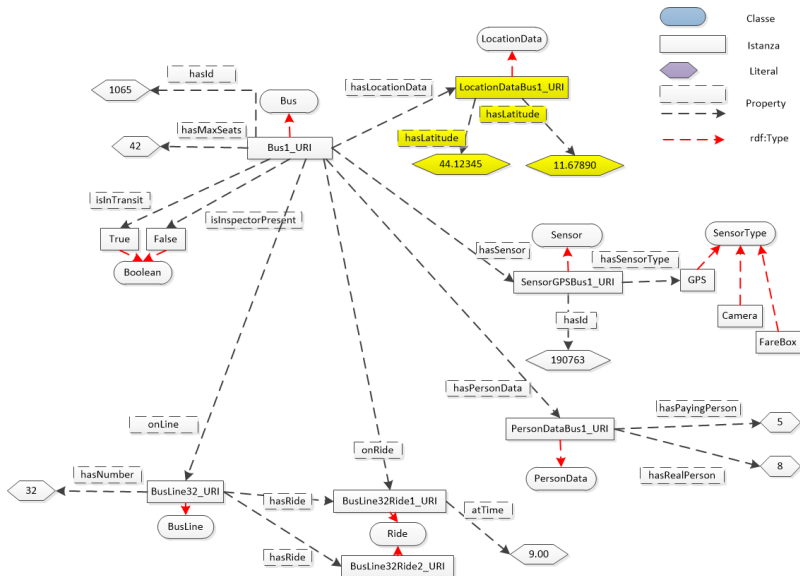 LocationData
Classe
Istanza
Literal
Property
rdf:Type
hasId
1065
Bus
hasLocationData
LocationDataBus1_URI
hasLatitude
hasMaxSeats
42
Bus1_URI
hasLatitude
44.12345
11.67890
isInTransit
isInspectorPresent
True
False
Boolean
Sensor
SensorType
hasSensor
hasSensorType
SensorGPSBus1_URI
GPS
hasId
Camera
FareBox
190763
hasPersonData
hasPayingPerson
5
PersonDataBus1_URI
onLine
onRide
hasRealPerson
8
hasNumber
PersonData
32
BusLine32_URI
hasRide
BusLine32Ride1_URI
atTime
BusLine
Ride
hasRide
9.00
BusLine32Ride2_URI